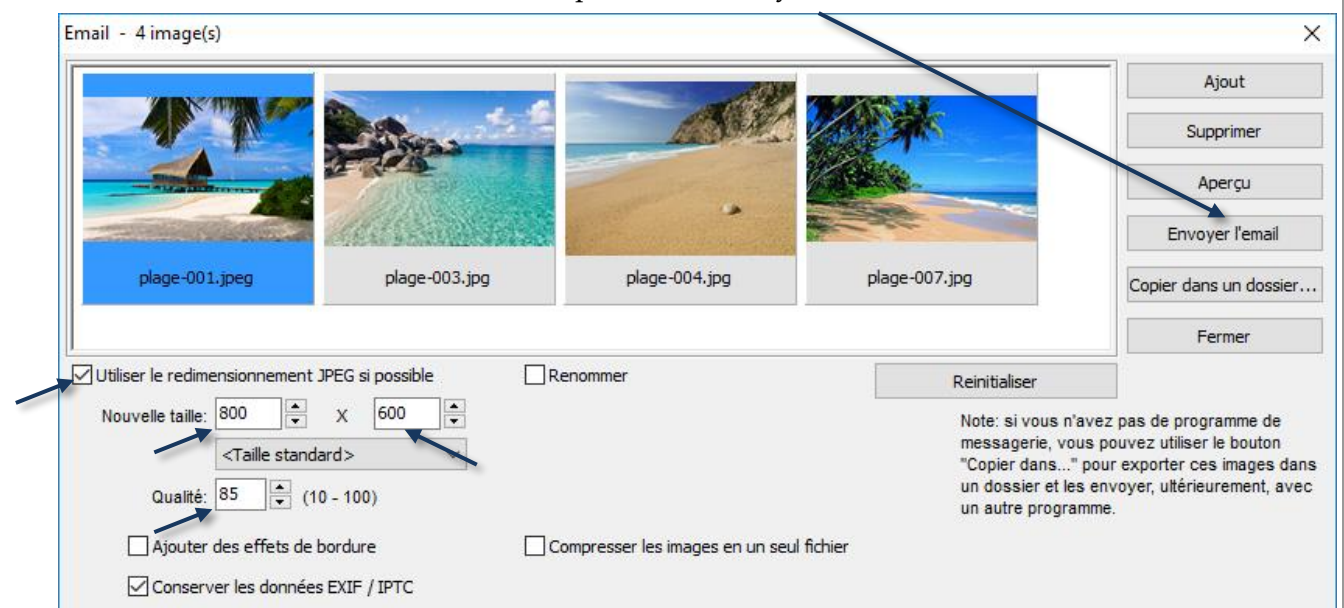 Email - 4 image(s)
plage-001.jpeg
plage-003.jpg
plage-004.jpg
plage-007.jpg
Ajout
Supprimer
Aperçu
Envoyer l'email
Copier dans un dossier...
Fermer
Utiliser le redimensionnement JPEG si possible
Renommer
Reinitialiser
Nouvelle taille: 800 X 600
<Taille standard>
Qualité: 85 (10 - 100)
Note: si vous n'avez pas de programme de
messagerie, vous pouvez utiliser le bouton
"Copier dans..." pour exporter ces images dans
un dossier et les envoyer, ultérieurement, avec
un autre programme.
Ajouter des effets de bordure
Compresser les images en un seul fichier
Conserver les données EXIF / IPTC